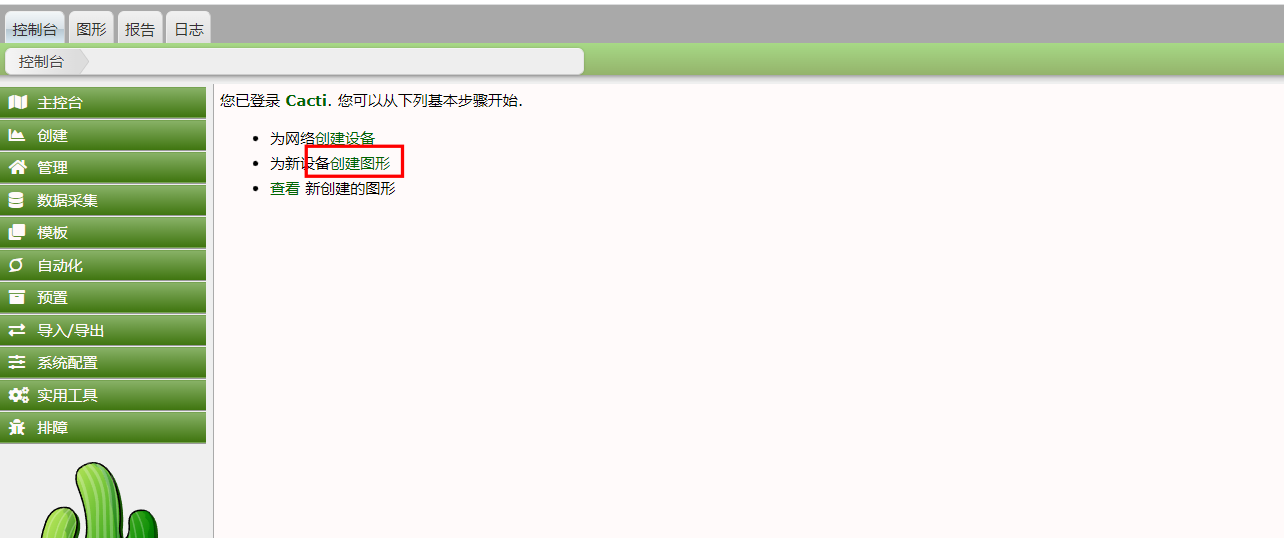 控制台 图形 报告 日志
控制台
主控台
创建
管理
数据采集
模板
自动化
预置
导入/导出
系统配置
实用工具
排障
您已登录 Cacti. 您可以从下列基本步骤开始.
为网络创建设备
为新设备创建图形
查看 新创建的图形